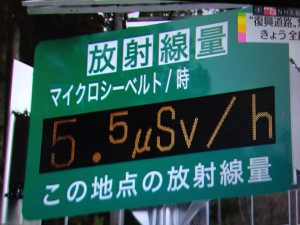 "復興道路"
きょう全
放射線量
マイクロシーベルト/時
5.5μSv/h
この地点の放射線量